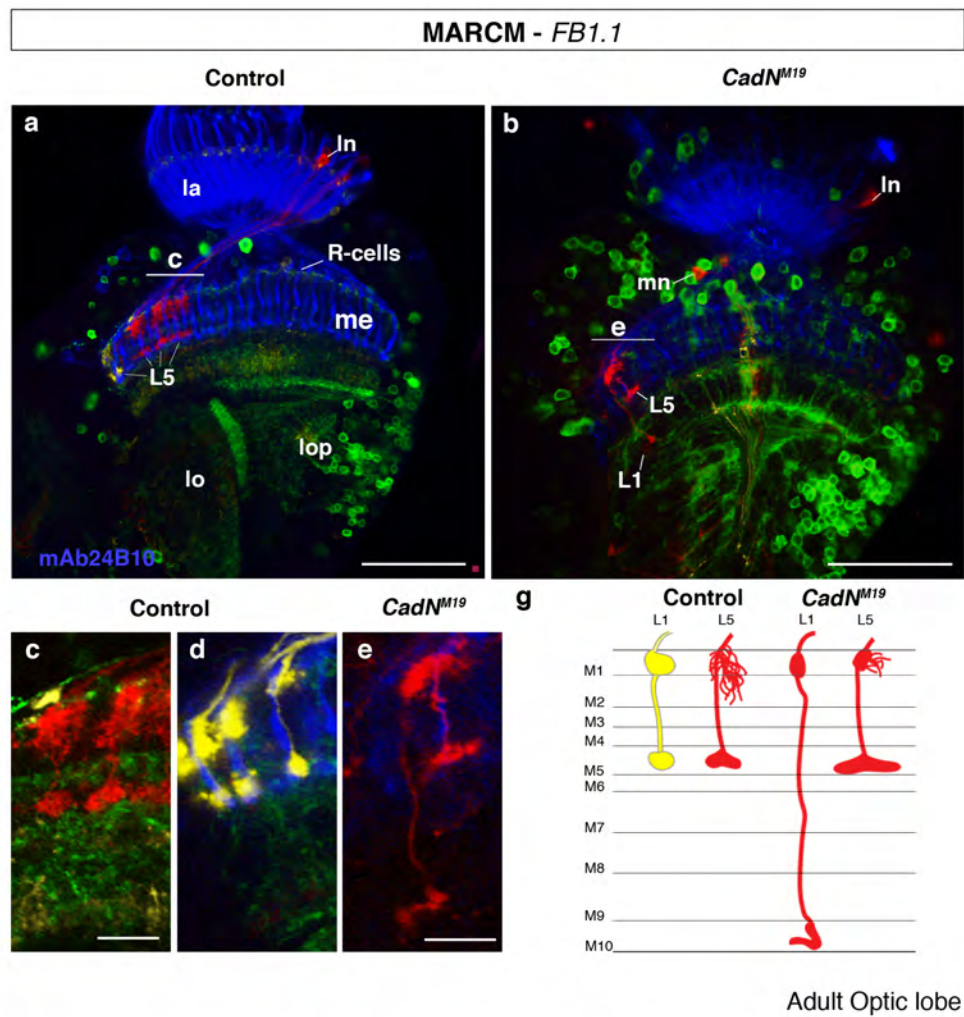 MARCM - FB1.1
Control
CadN^M19
a
ln
la
c
R-cells
me
L5
lop
lo
mAb24B10
b
ln
mn
e
L5
L1
Control
CadN^M19
c
d
e
g
Control
CadN^M19
L1 L5 L1 L5
M1
M2
M3
M4
M5
M6
M7
M8
M9
M10
Adult Optic lobe